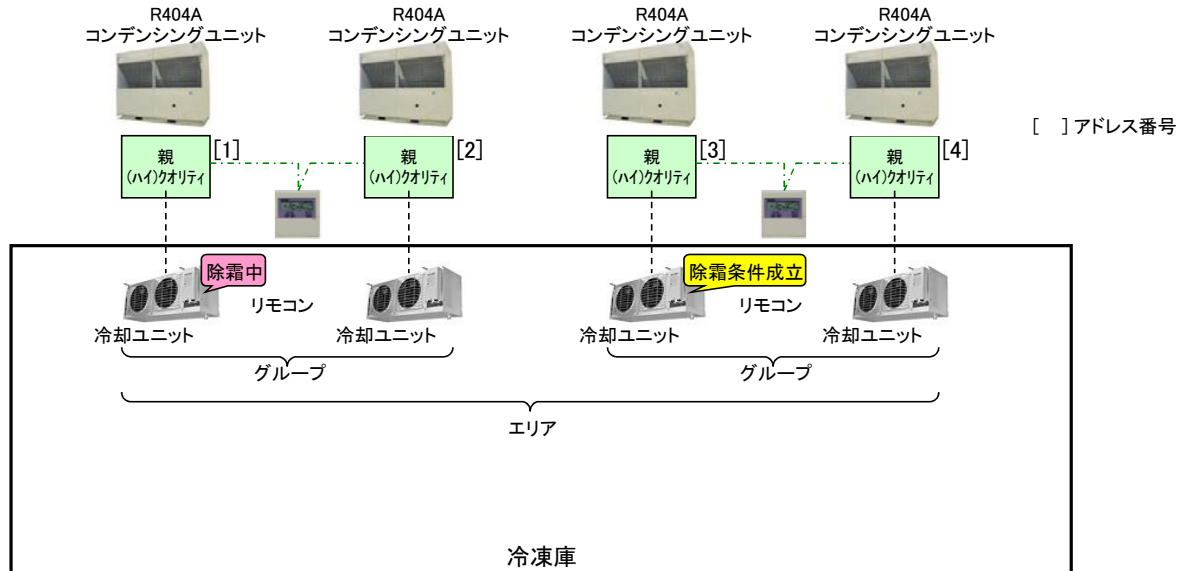 R404A
コンデンシングユニット
R404A
コンデンシングユニット
R404A
コンデンシングユニット
R404A
コンデンシングユニット
[ ] アドレス番号
親
(ハイ)クオリティ
[1]
親
(ハイ)クオリティ
[2]
親
(ハイ)クオリティ
[3]
親
(ハイ)クオリティ
[4]
除霜中
リモコン
除霜条件成立
リモコン
冷却ユニット
冷却ユニット
冷却ユニット
冷却ユニット
グループ
グループ
エリア
冷凍庫